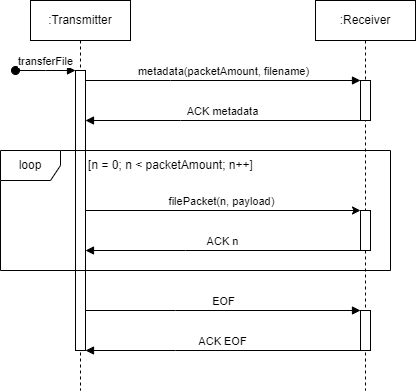 :Transmitter
:Receiver
transferFile
metadata(packetAmount, filename)
ACK metadata
loop
[n = 0; n < packetAmount; n++]
filePacket(n, payload)
ACK n
EOF
ACK EOF